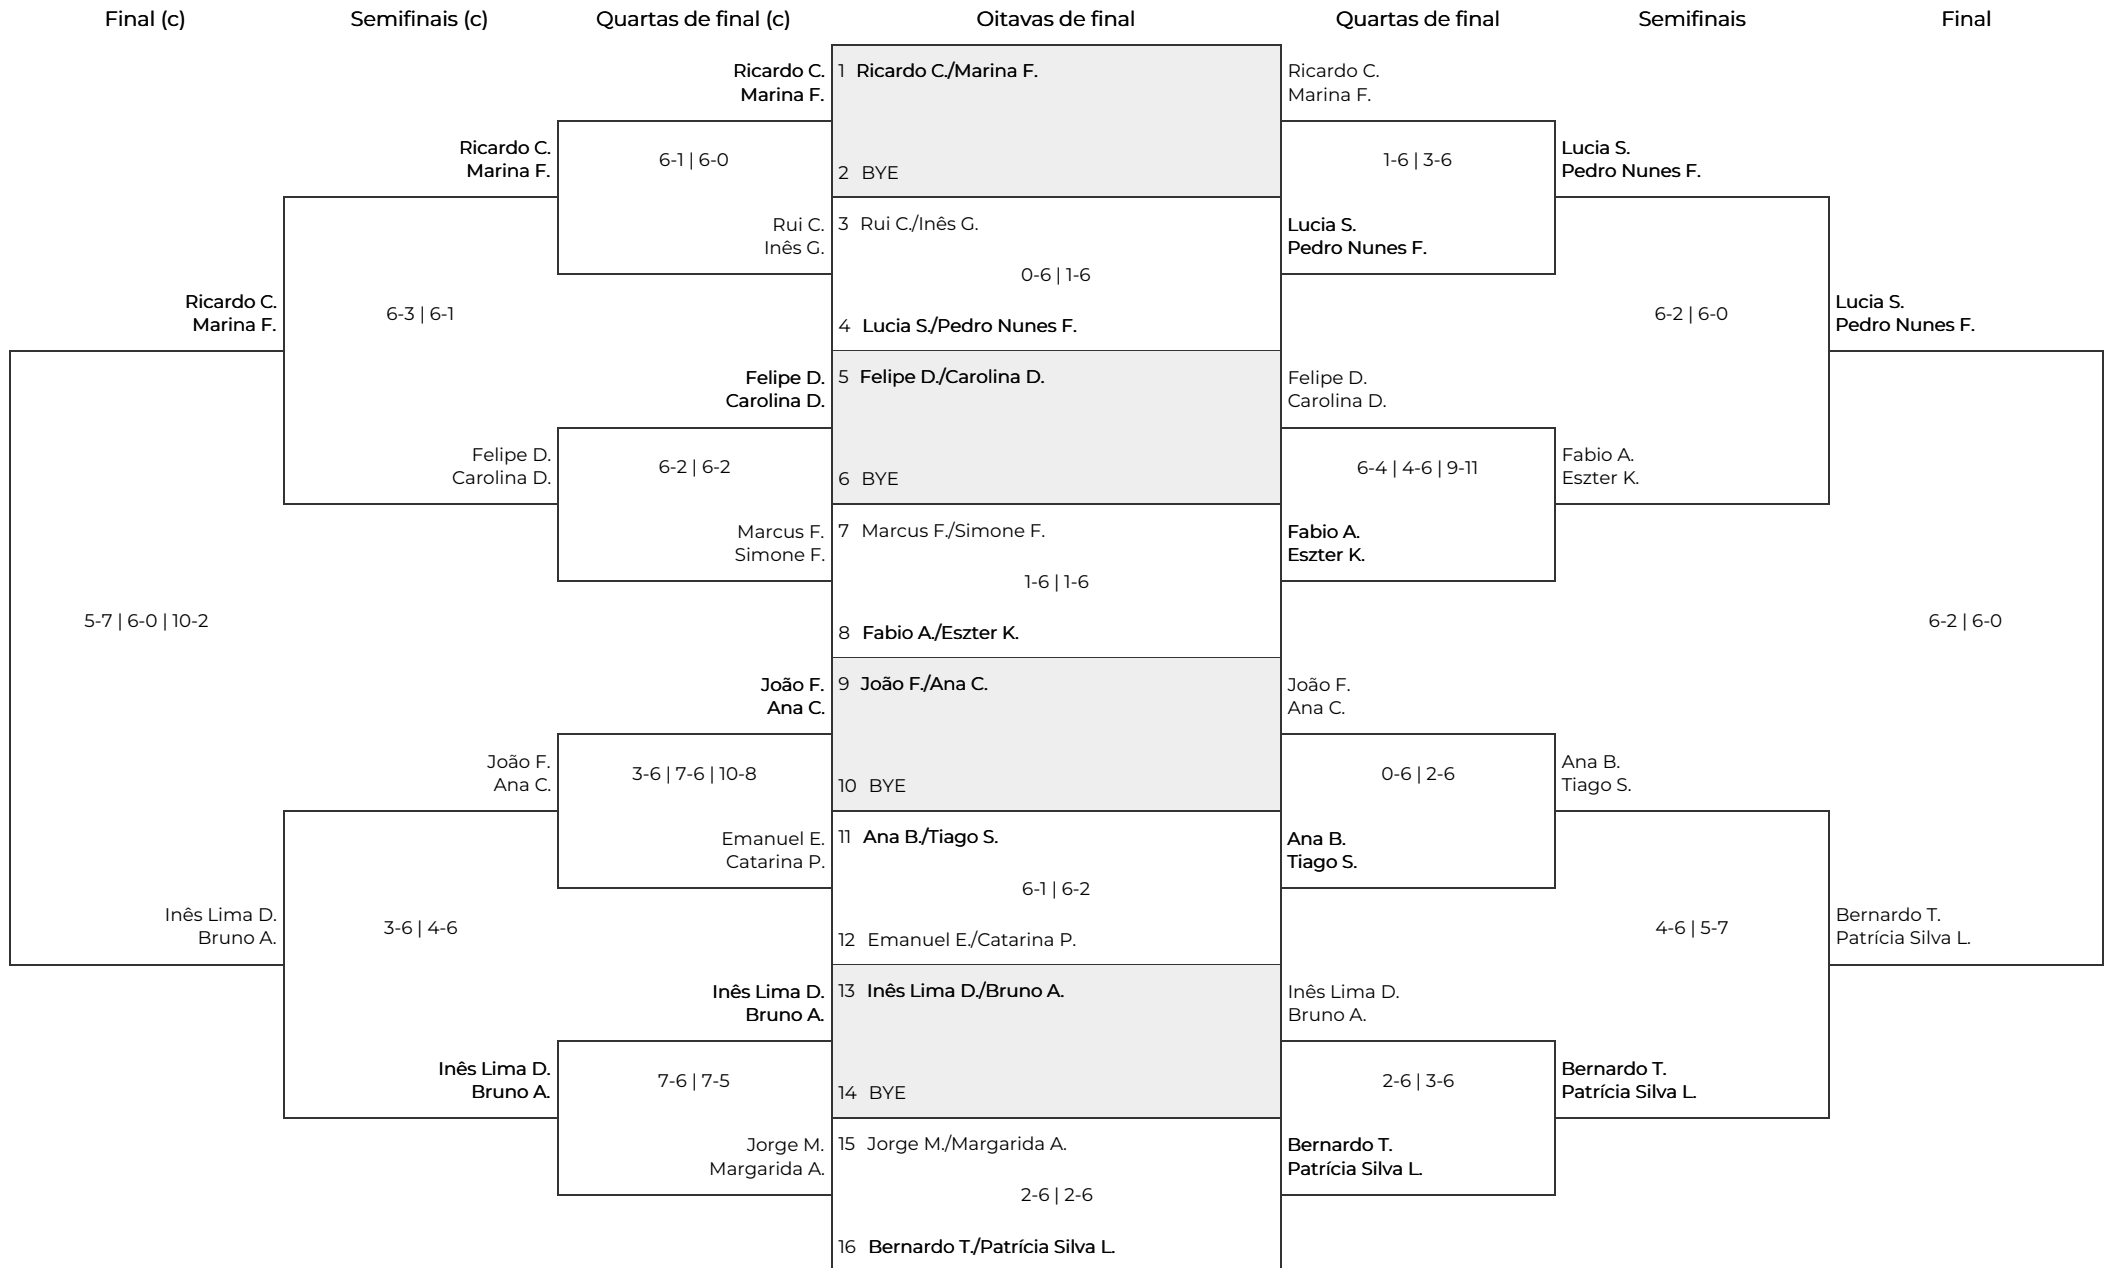 Final (c)
Semifinais (c)
Quartas de final (c)
Oitavas de final
Quartas de final
Semifinais
Final
Ricardo C.
Marina F.
Inês Lima D.
Bruno A.
5-7 | 6-0 | 10-2
Ricardo C.
Marina F.
6-3 | 6-1
Felipe D.
Carolina D.
João F.
Ana C.
3-6 | 4-6
Inês Lima D.
Bruno A.
Ricardo C.
Marina F.
6-1 | 6-0
Rui C.
Inês G.
Felipe D.
Carolina D.
6-2 | 6-2
Marcus F.
Simone F.
João F.
Ana C.
3-6 | 7-6 | 10-8
Emanuel E.
Catarina P.
Inês Lima D.
Bruno A.
7-6 | 7-5
Jorge M.
Margarida A.
1 Ricardo C./Marina F.
2 BYE
3 Rui C./Inês G.
0-6 | 1-6
4 Lucia S./Pedro Nunes F.
5 Felipe D./Carolina D.
6 BYE
7 Marcus F./Simone F.
1-6 | 1-6
8 Fabio A./Eszter K.
9 João F./Ana C.
10 BYE
11 Ana B./Tiago S.
6-1 | 6-2
12 Emanuel E./Catarina P.
13 Inês Lima D./Bruno A.
14 BYE
15 Jorge M./Margarida A.
2-6 | 2-6
16 Bernardo T./Patrícia Silva L.
Ricardo C.
Marina F.
1-6 | 3-6
Lucia S.
Pedro Nunes F.
Felipe D.
Carolina D.
6-4 | 4-6 | 9-11
Fabio A.
Eszter K.
João F.
Ana C.
0-6 | 2-6
Ana B.
Tiago S.
Inês Lima D.
Bruno A.
2-6 | 3-6
Bernardo T.
Patrícia Silva L.
Lucia S.
Pedro Nunes F.
6-2 | 6-0
Fabio A.
Eszter K.
Ana B.
Tiago S.
4-6 | 5-7
Bernardo T.
Patrícia Silva L.
Lucia S.
Pedro Nunes F.
6-2 | 6-0
Bernardo T.
Patrícia Silva L.